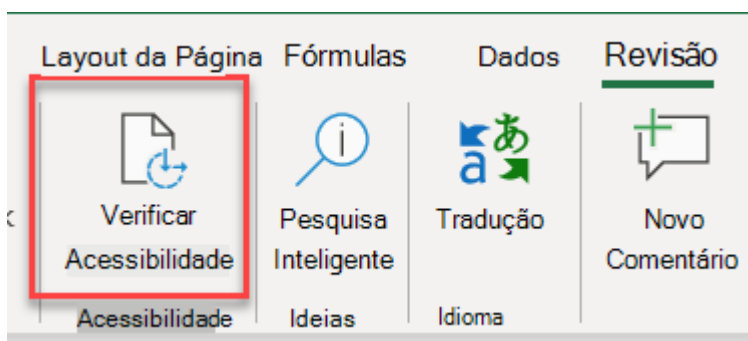 Layout da Página Fórmulas Dados Revisão
Verificar Acessibilidade
Pesquisa Inteligente
Tradução
Novo Comentário
Acessibilidade Ideias Idioma